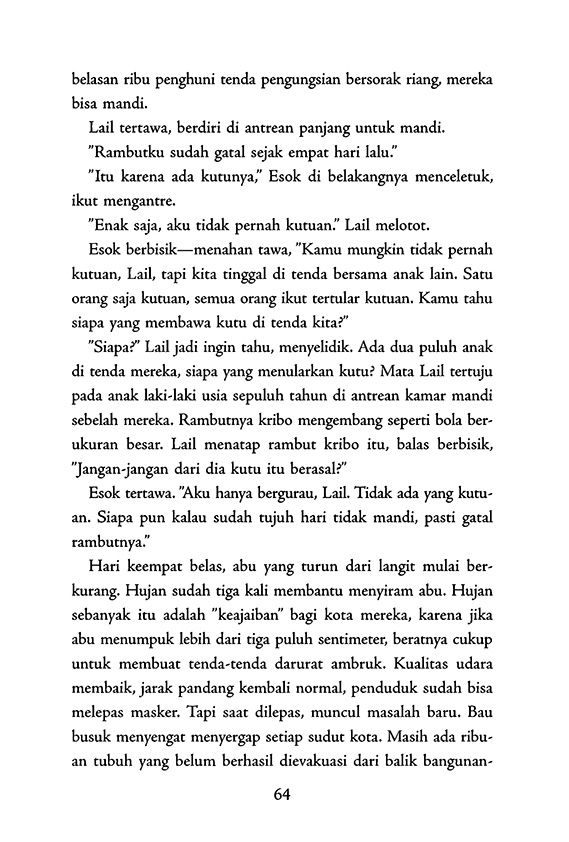 belasan ribu penghuni tenda pengungsian bersorak riang, mereka
bisa mandi.
Lail tertawa, berdiri di antrean panjang untuk mandi.
”Rambutku sudah gatal sejak empat hari lalu.”
”Itu karena ada kutunya,” Esok di belakangnya menceletuk,
ikut mengantre.
”Enak saja, aku tidak pernah kutuan.” Lail melotot.
Esok berbisik—menahan tawa, ”Kamu mungkin tidak pernah
kutuan, Lail, tapi kita tinggal di tenda bersama anak lain. Satu
orang saja kutuan, semua orang ikut tertular kutuan. Kamu tahu
siapa yang membawa kutu di tenda kita?”
”Siapa?” Lail jadi ingin tahu, menyelidik. Ada dua puluh anak
di tenda mereka, siapa yang menularkan kutu? Mata Lail tertuju
pada anak laki-laki usia sepuluh tahun di antrean kamar mandi
sebelah mereka. Rambutnya kribo mengembang seperti bola ber-
ukuran besar. Lail menatap rambut kribo itu, balas berbisik,
”Jangan-jangan dari dia kutu itu berasal?”
Esok tertawa. ”Aku hanya bergurau, Lail. Tidak ada yang kutu-
an. Siapa pun kalau sudah tujuh hari tidak mandi, pasti gatal
rambutnya.”
Hari keempat belas, abu yang turun dari langit mulai ber-
kurang. Hujan sudah tiga kali membantu menyiram abu. Hujan
sebanyak itu adalah ”keajaiban” bagi kota mereka, karena jika
abu menumpuk lebih dari tiga puluh sentimeter, beratnya cukup
untuk membuat tenda-tenda darurat ambruk. Kualitas udara
membaik, jarak pandang kembali normal, penduduk sudah bisa
melepas masker. Tapi saat dilepas, muncul masalah baru. Bau
busuk menyengat menyergap setiap sudut kota. Masih ada ribu-
an tubuh yang belum berhasil dievakuasi dari balik bangunan-
64